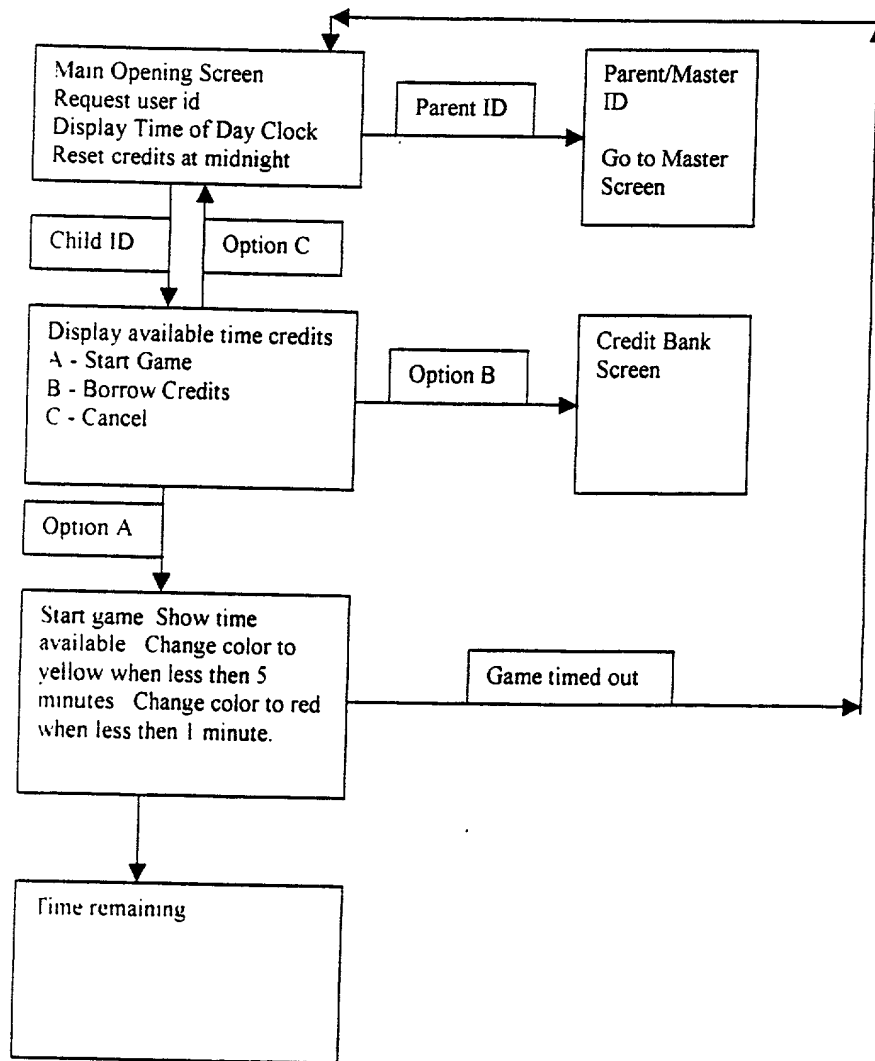 Main Opening Screen
Request user id
Display Time of Day Clock
Reset credits at midnight
Parent ID
Parent/Master
ID
Go to Master
Screen
Child ID
Option C
Display available time credits
A - Start Game
B - Borrow Credits
C - Cancel
Option B
Credit Bank
Screen
Option A
Start game Show time
available Change color to
yellow when less then 5
minutes Change color to red
when less then 1 minute.
Game timed out
Time remaining